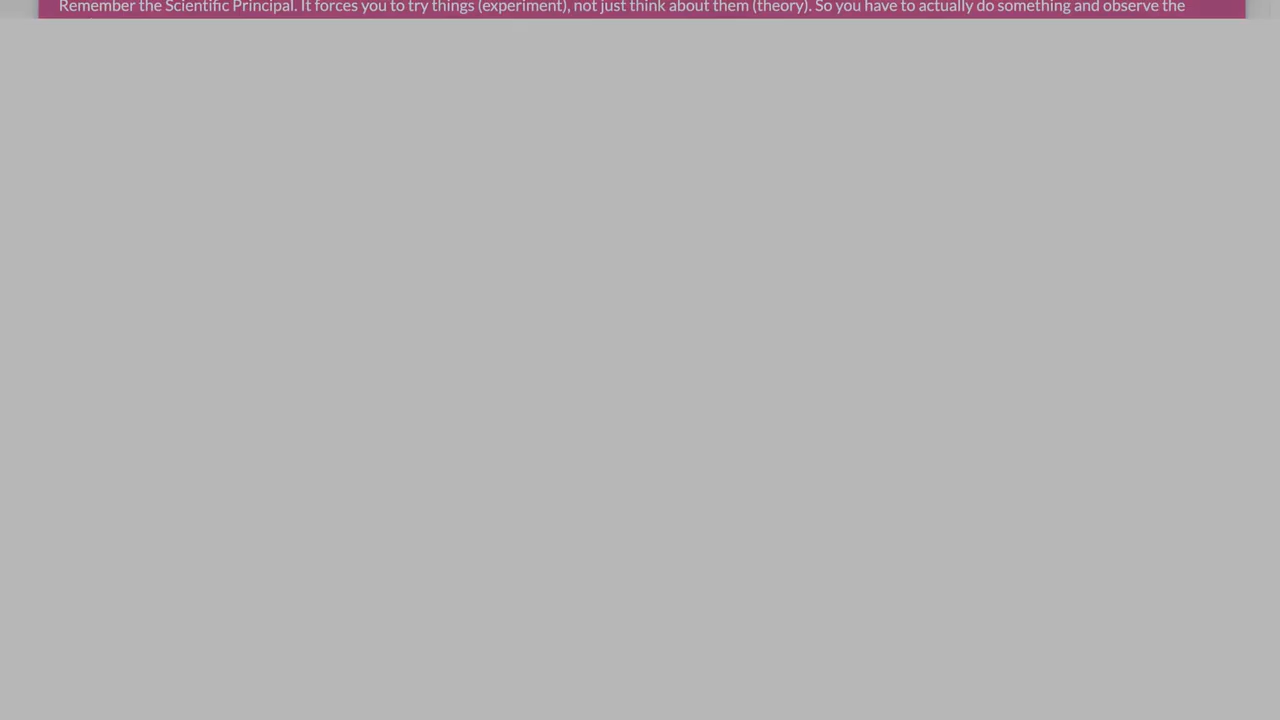 Remember the Scientific Principal. It forces you to try things (experiment), not just think about them (theory). So you have to actually do something and observe the